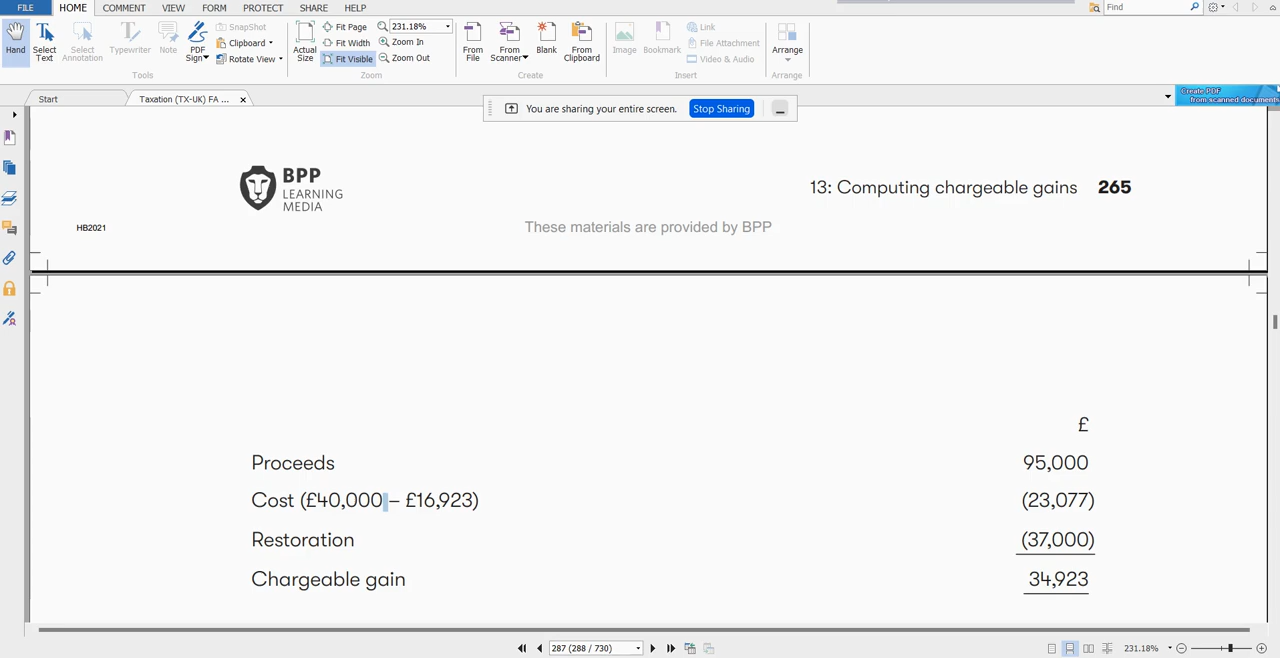 FILE HOME COMMENT VIEW FORM PROTECT SHARE HELP Find
Hand
Select Text
Select Annotation
Typewriter
Note
PDF Sign
SnapShot
Clipboard
Rotate View
Tools
Actual Size
Fit Page
Fit Width
Fit Visible
231.18%
Zoom In
Zoom Out
Zoom
From File
From Scanner
Blank
From Clipboard
Create
Image
Bookmark
Link
File Attachment
Video & Audio
Insert
Arrange
Arrange
Start Taxation (TX-UK) FA ...
Create PDF
from scanned documents
You are sharing your entire screen. Stop Sharing
BPP
LEARNING
MEDIA
13: Computing chargeable gains 265
HB2021
These materials are provided by BPP
£
Proceeds 95,000
Cost (£40,000 – £16,923) (23,077)
Restoration (37,000)
Chargeable gain 34,923
287 (288 / 730) 231.18%